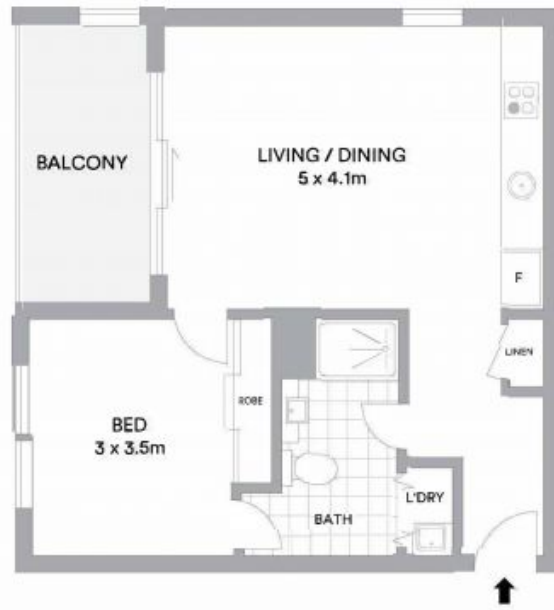 BALCONY
LIVING / DINING
5 x 4.1m
F
LINEN
ROBE
BED
3 x 3.5m
L'DRY
BATH